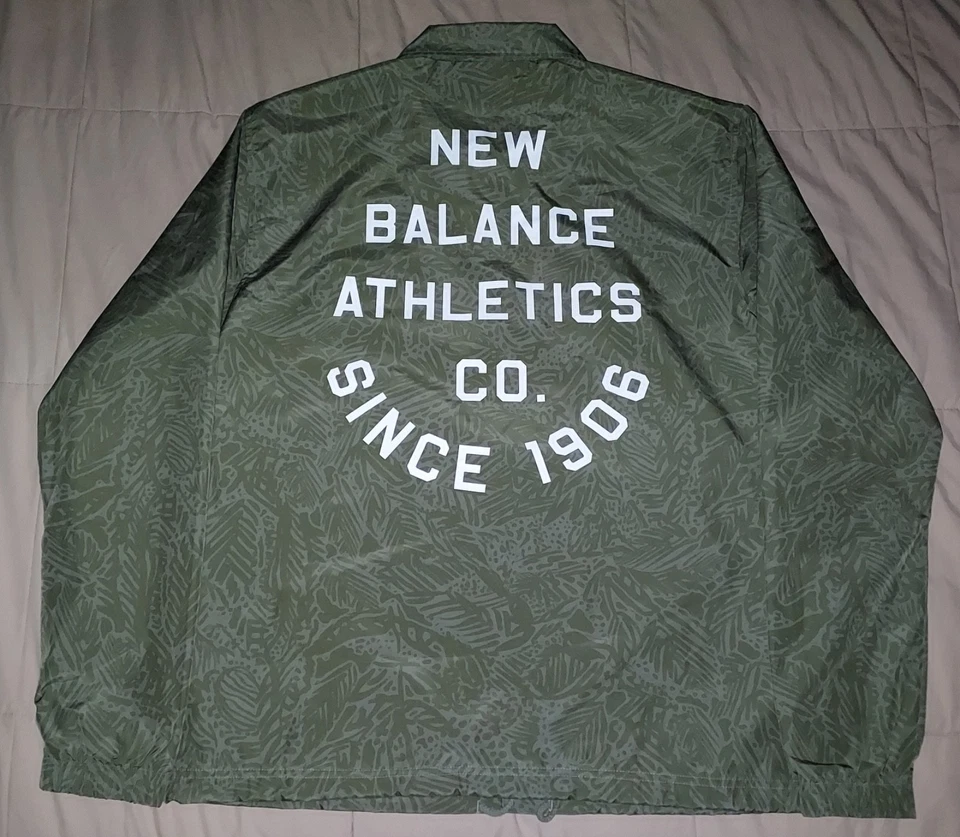 NEW
BALANCE
ATHLETICS
CO.
SINCE 1906